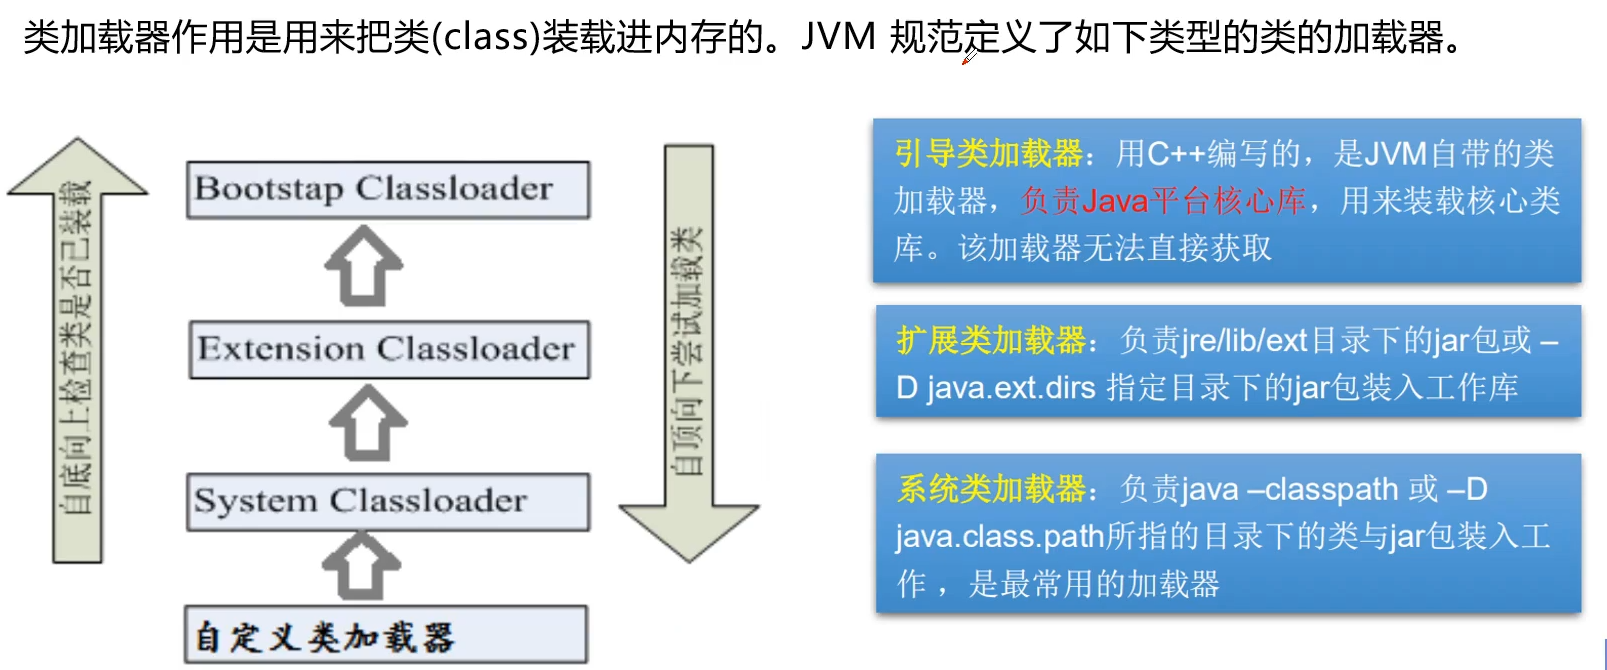 类加载器作用是用来把类(class)装载进内存的。JVM 规范定义了如下类型的类的加载器。
自底向上检查类是否已装载
Bootstap Classloader
Extension Classloader
System Classloader
自定义类加载器
自顶向下尝试加载类
引导类加载器：用C++编写的，是JVM自带的类
加载器，负责Java平台核心库，用来装载核心类
库。该加载器无法直接获取
扩展类加载器：负责jre/lib/ext目录下的jar包或 –
D java.ext.dirs 指定目录下的jar包装入工作库
系统类加载器：负责java –classpath 或 –D
java.class.path所指的目录下的类与jar包装入工
作 ，是最常用的加载器